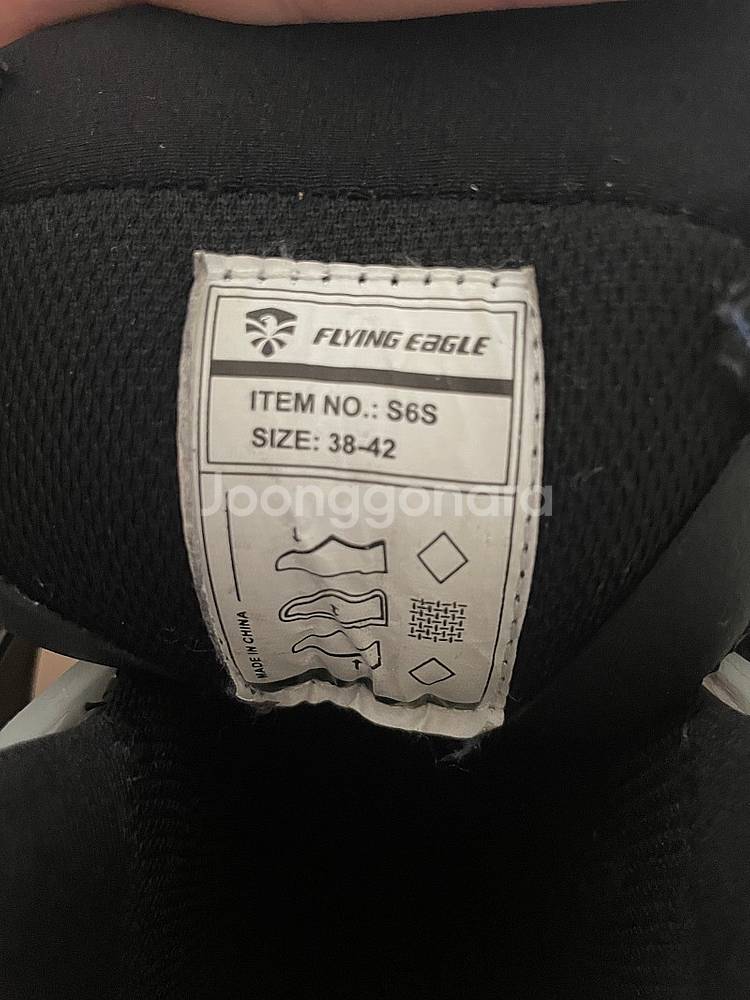 FLYING EAGLE
ITEM NO.: S6S
SIZE: 38-42
Joonggonara
MADE IN CHINA